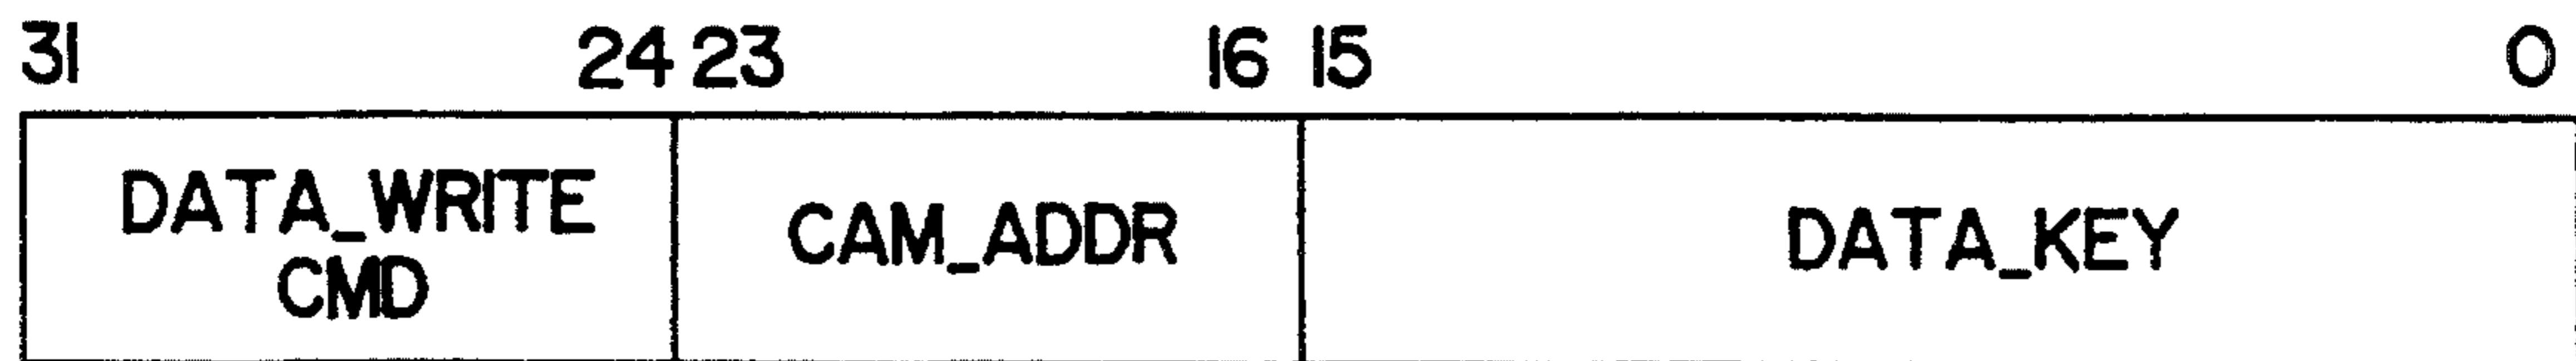 31 24 23 16 15 0
DATA_WRITE
CMD
CAM_ADDR
DATA_KEY